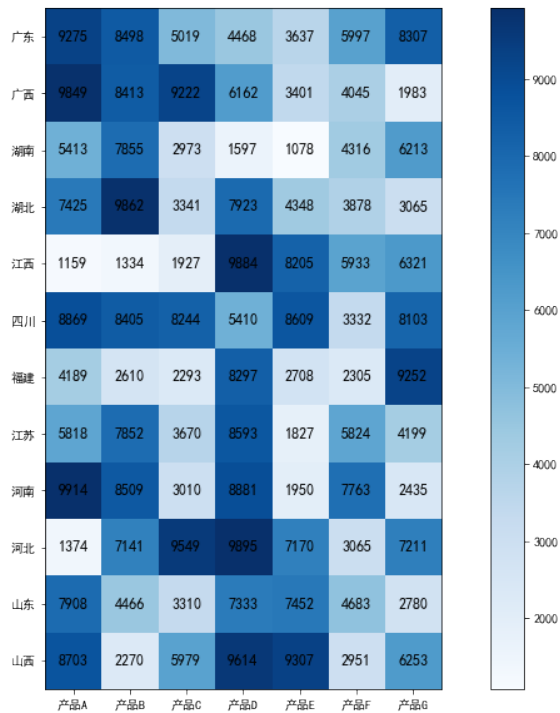 广东 9275 8498 5019 4468 3637 5997 8307
广西 9849 8413 9222 6162 3401 4045 1983
湖南 5413 7855 2973 1597 1078 4316 6213
湖北 7425 9862 3341 7923 4348 3878 3065
江西 1159 1334 1927 9884 8205 5933 6321
四川 8869 8405 8244 5410 8609 3332 8103
福建 4189 2610 2293 8297 2708 2305 9252
江苏 5818 7852 3670 8593 1827 5824 4199
河南 9914 8509 3010 8881 1950 7763 2435
河北 1374 7141 9549 9895 7170 3065 7211
山东 7908 4466 3310 7333 7452 4683 2780
山西 8703 2270 5979 9614 9307 2951 6253
产品A 产品B 产品C 产品D 产品E 产品F 产品G
9000
8000
7000
6000
5000
4000
3000
2000